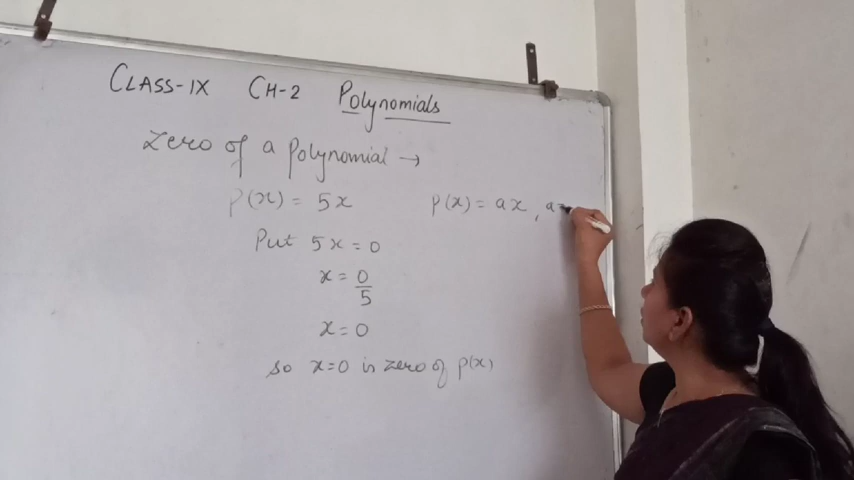 CLASS-IX CH-2 Polynomials
Zero of a polynomial →
P(x) = 5x
Put 5x = 0
x = 0/5
x = 0
so x=0 is zero of p(x)
P(x) = ax, a